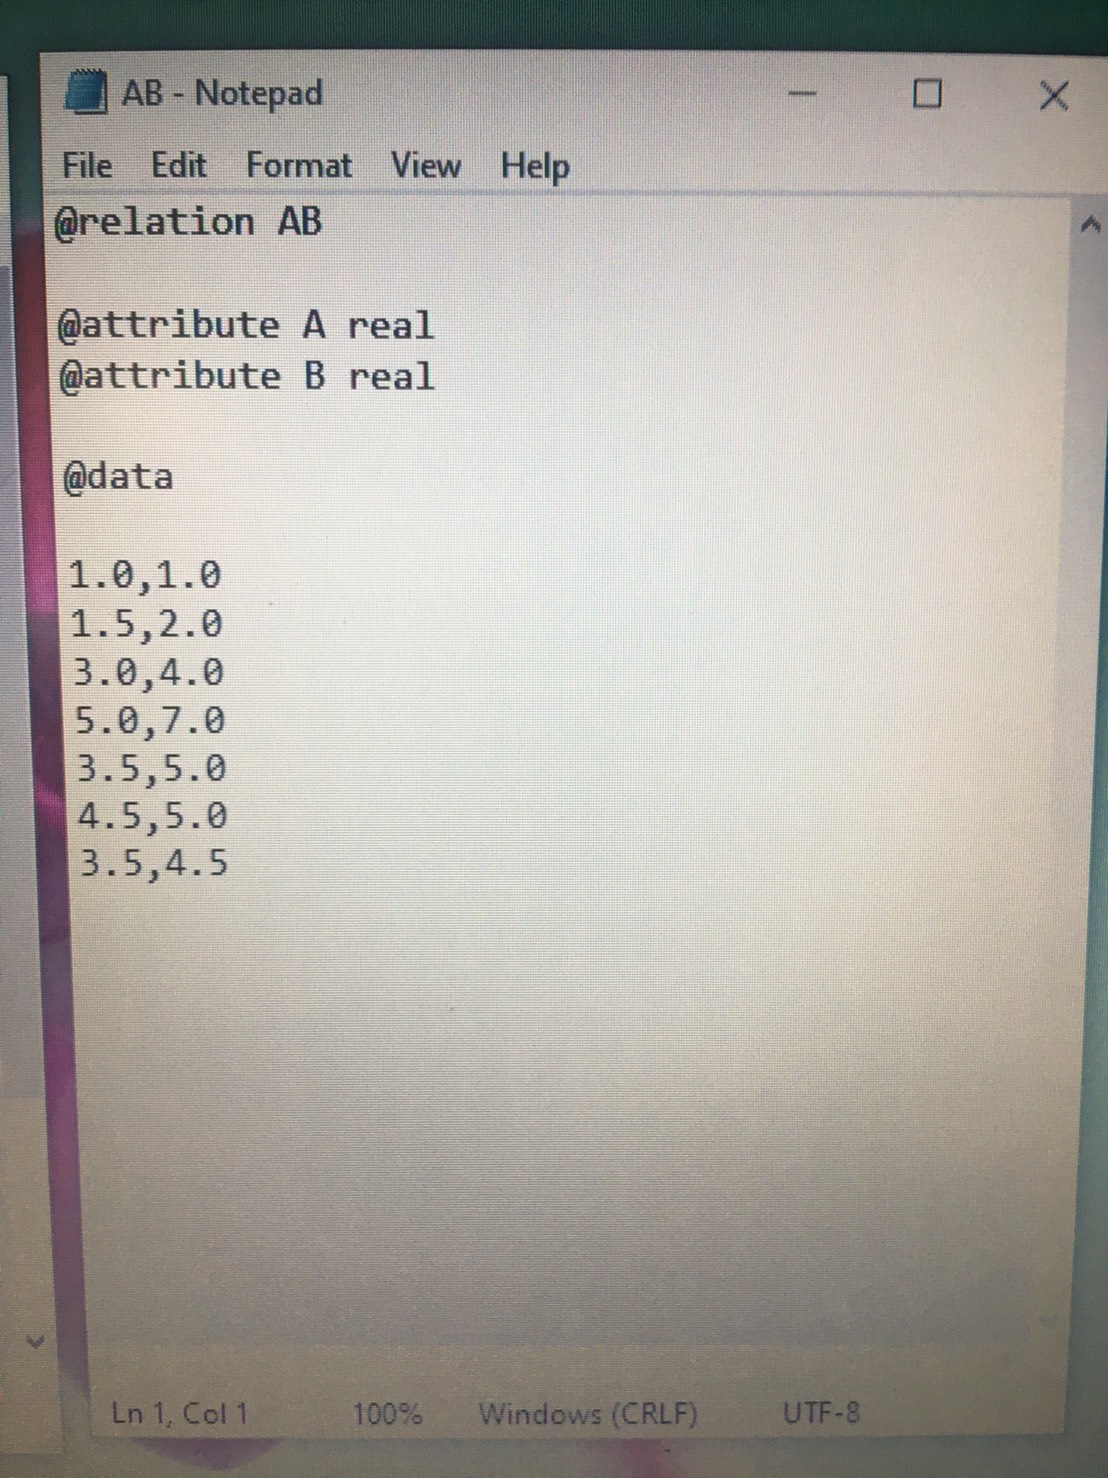 AB - Notepad
File Edit Format View Help
@relation AB
@attribute A real
@attribute B real
@data
1.0,1.0
1.5,2.0
3.0,4.0
5.0,7.0
3.5,5.0
4.5,5.0
3.5,4.5
Ln 1, Col 1 100% Windows (CRLF) UTF-8